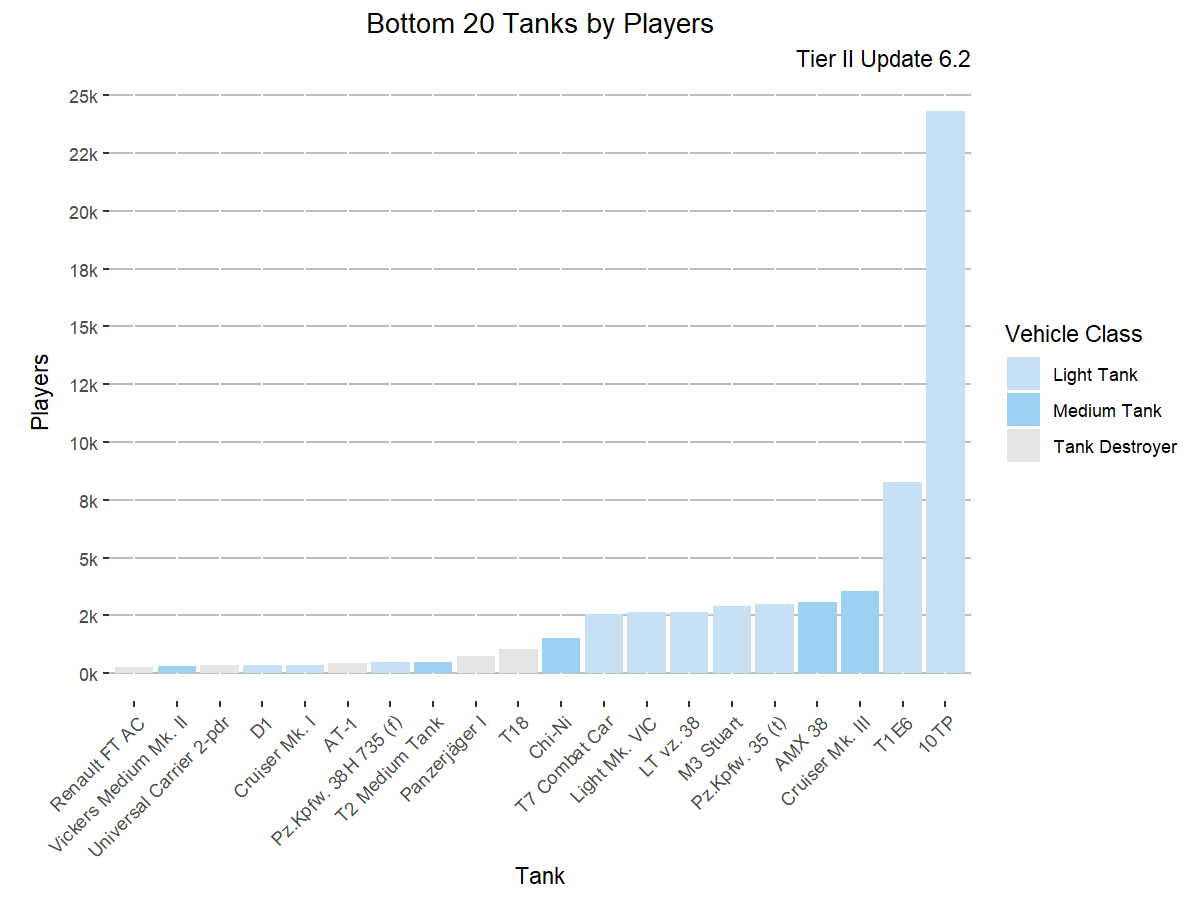 Bottom 20 Tanks by Players
Tier II Update 6.2
25k
22k
20k
18k
15k
12k
10k
8k
5k
2k
0k
Players
Renault FT AC
Vickers Medium Mk. II
Universal Carrier 2-pdr
D1
Cruiser Mk. I
AT-1
Pz.Kpfw. 38H 735 (f)
T2 Medium Tank
Panzerjäger I
T18
Chi-Ni
T7 Combat Car
Light Mk. VIC
LT vz. 38
M3 Stuart
Pz.Kpfw. 35 (t)
AMX 38
Cruiser Mk. III
T1E6
10TP
Tank
Vehicle Class
Light Tank
Medium Tank
Tank Destroyer